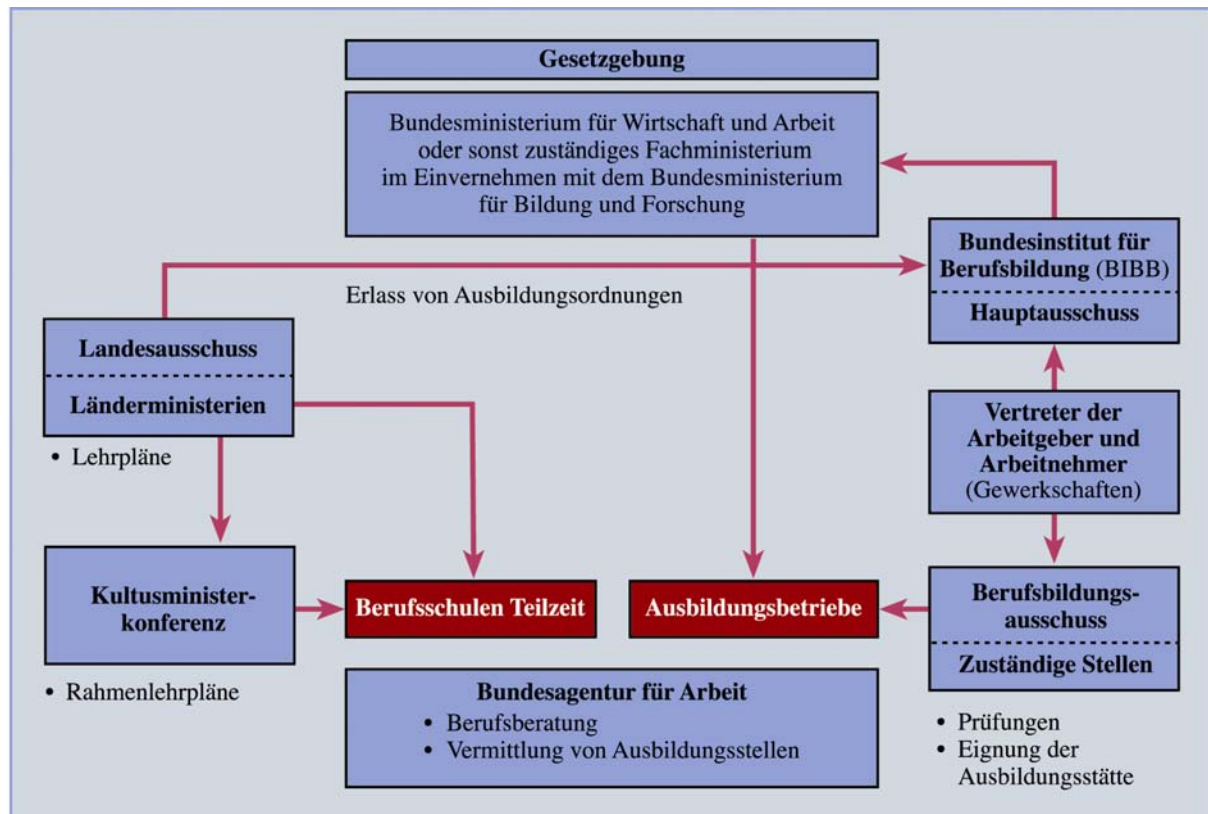 Gesetzgebung
Bundesministerium für Wirtschaft und Arbeit
oder sonst zuständiges Fachministerium
im Einvernehmen mit dem Bundesministerium
für Bildung und Forschung
Bundesinstitut für
Berufsbildung (BIBB)
Hauptausschuss
Erlass von Ausbildungsordnungen
Landesausschuss
Länderministerien
• Lehrpläne
Vertreter der
Arbeitgeber und
Arbeitnehmer
(Gewerkschaften)
Kultusminister-
konferenz
• Rahmenlehrpläne
Berufsschulen Teilzeit
Ausbildungsbetriebe
Berufsbildungs-
ausschuss
Zuständige Stellen
• Prüfungen
• Eignung der
Ausbildungsstätte
Bundesagentur für Arbeit
• Berufsberatung
• Vermittlung von Ausbildungsstellen